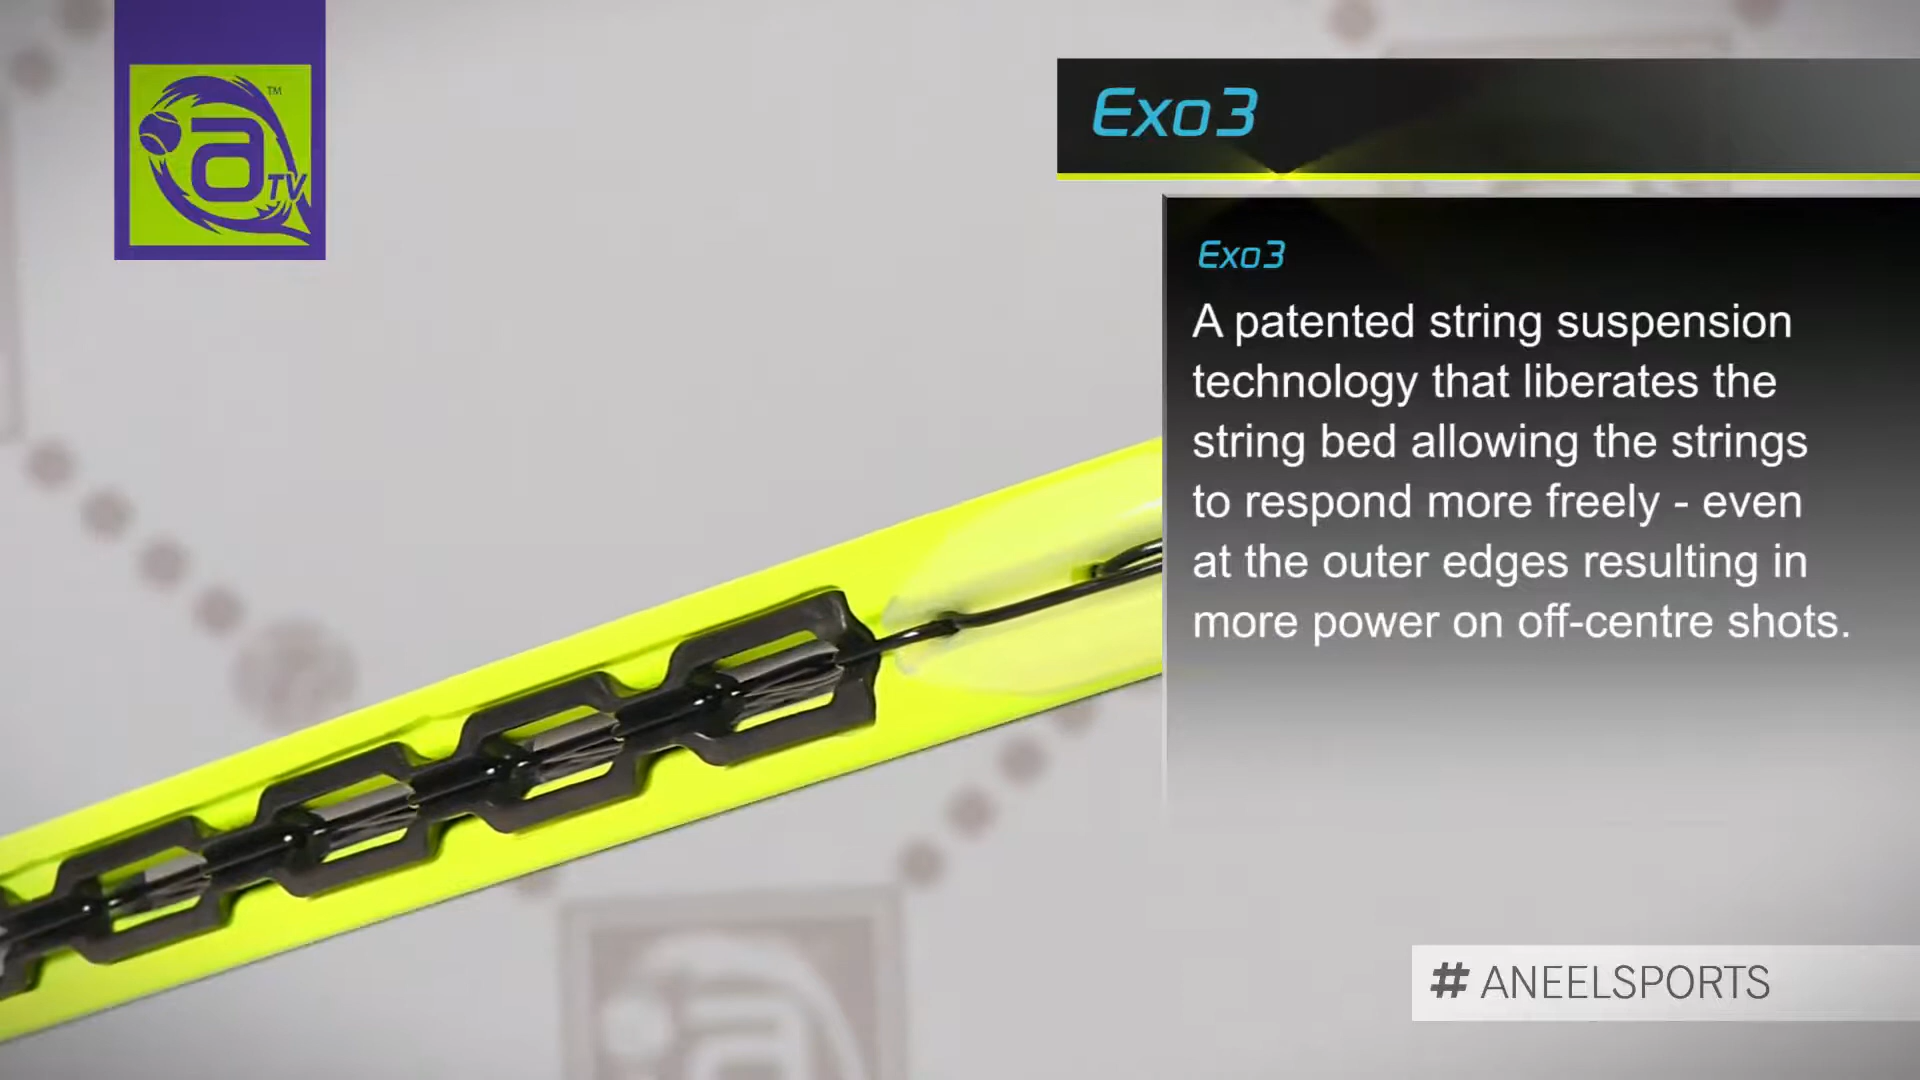 a TV ™
Exo3
Exo3
A patented string suspension
technology that liberates the
string bed allowing the strings
to respond more freely - even
at the outer edges resulting in
more power on off-centre shots.
# ANEELSPORTS